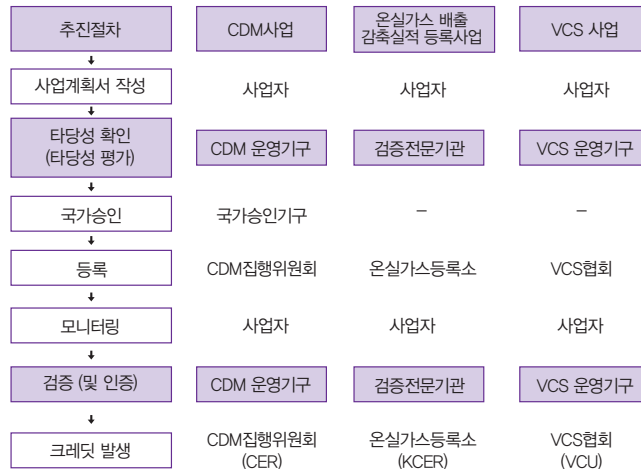 추진절차 CDM사업 온실가스 배출
감축실적 등록사업 VCS 사업
사업계획서 작성 사업자 사업자 사업자
타당성 확인
(타당성 평가) CDM 운영기구 검증전문기관 VCS 운영기구
국가승인 국가승인기구 – –
등록 CDM집행위원회 온실가스등록소 VCS협회
모니터링 사업자 사업자 사업자
검증 (및 인증) CDM 운영기구 검증전문기관 VCS 운영기구
크레딧 발생 CDM집행위원회
(CER) 온실가스등록소
(KCER) VCS협회
(VCU)